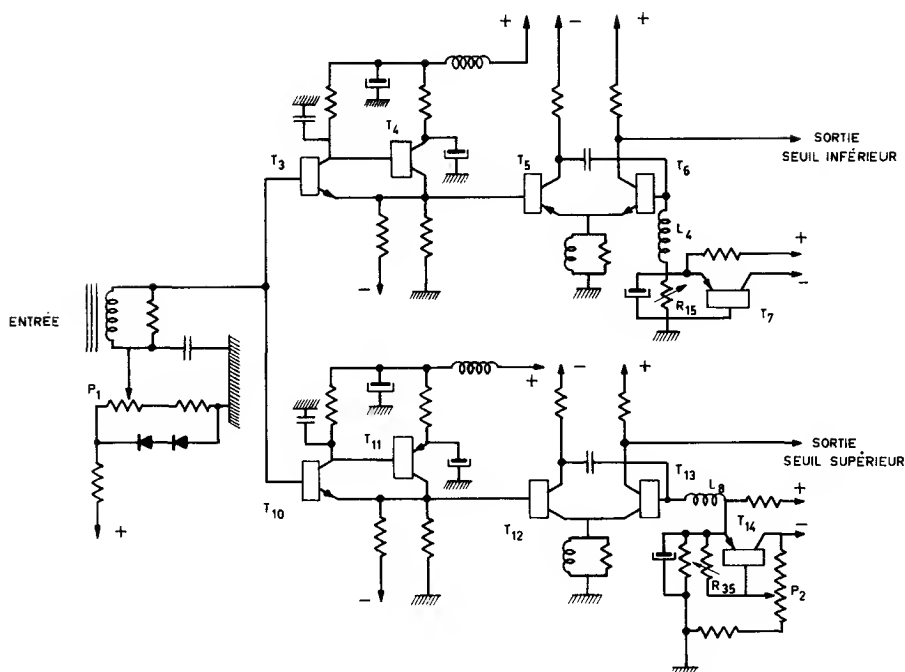 + − +
T4
T3
T5
T6
SORTIE
SEUIL INFÉRIEUR
L4
+
−
−
R15
T7
ENTRÉE
P1
+
− +
+
T11
SORTIE
SEUIL SUPÉRIEUR
T13
L8
T10
+
T12
T14
−
−
R35
P2